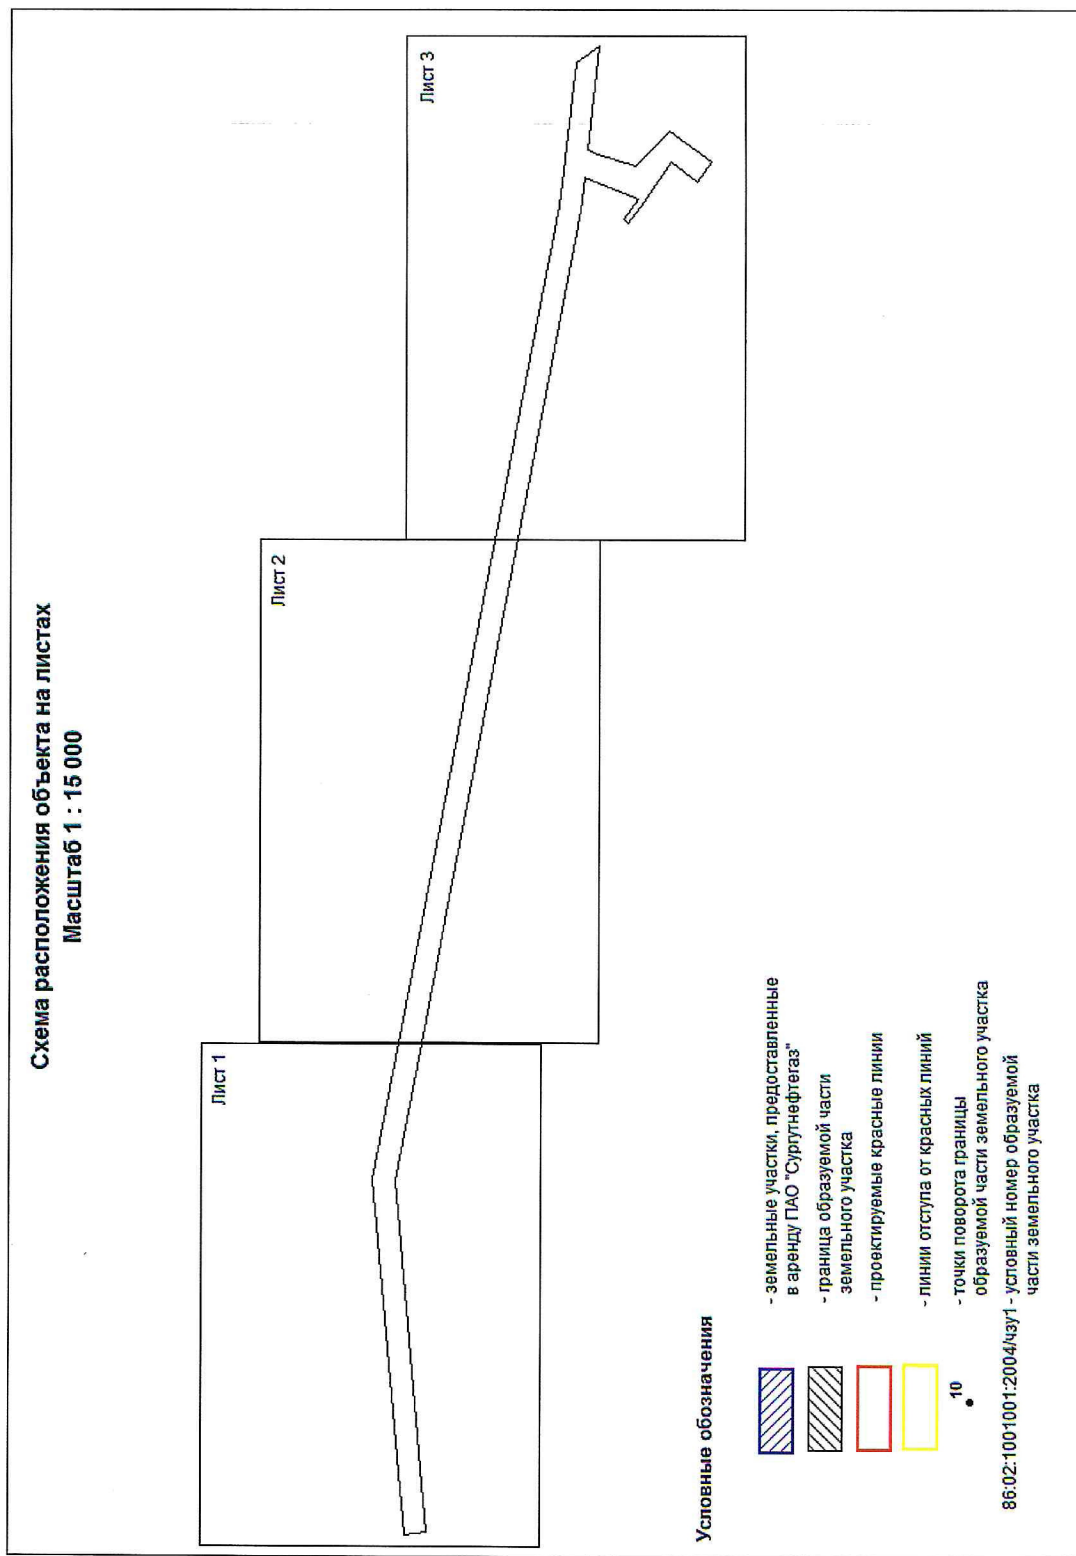 Схема расположения объекта на листах
Масштаб 1 : 15 000
Лист 1
Лист 2
Лист 3
Условные обозначения
- земельные участки, предоставленные
в аренду ПАО "Сургутнефтегаз"
- граница образуемой части
земельного участка
- проектируемые красные линии
- линии отступа от красных линий
10
- точки поворота границы
образуемой части земельного участка
86:02:1001001:2004/чзу1 - условный номер образуемой
части земельного участка